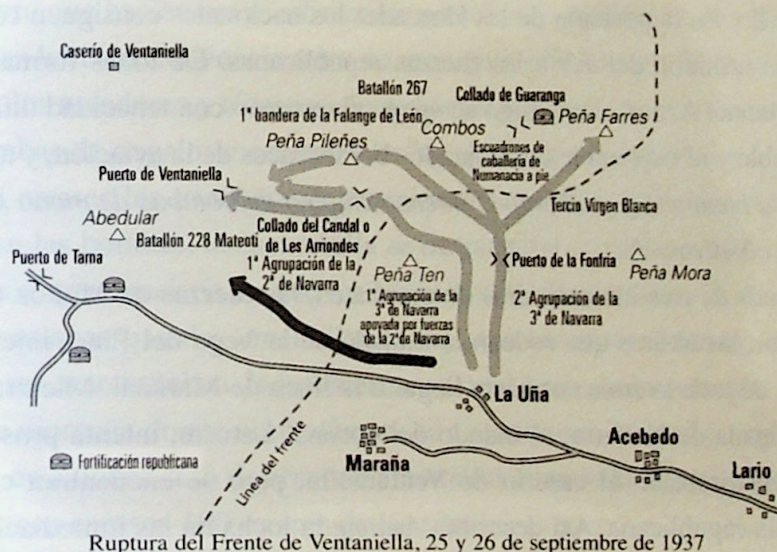 Caserío de Ventaniella
Batallón 267
Collado de Guaranga
1ª bandera de la Falange de León
Combos
Peña Farres
Peña Pileñes
Escuadrones de
caballería de
Numanacia a pie
Puerto de Ventaniella
Tercio Virgen Blanca
Abedular
Batallón 228 Mateoti
Collado del Candal o
de Les Arriondes
1ª Agrupación de la
2ª de Navarra
Puerto de Tarna
Peña Ten
1ª Agrupación de la
3ª de Navarra
apoyada por fuerzas
de la 2ª de Navarra
Puerto de la Fonfria
Peña Mora
2ª Agrupación de la
3ª de Navarra
La Uña
Maraña
Acebedo
Lario
Línea del frente
Fortificación republicana
Ruptura del Frente de Ventaniella, 25 y 26 de septiembre de 1937